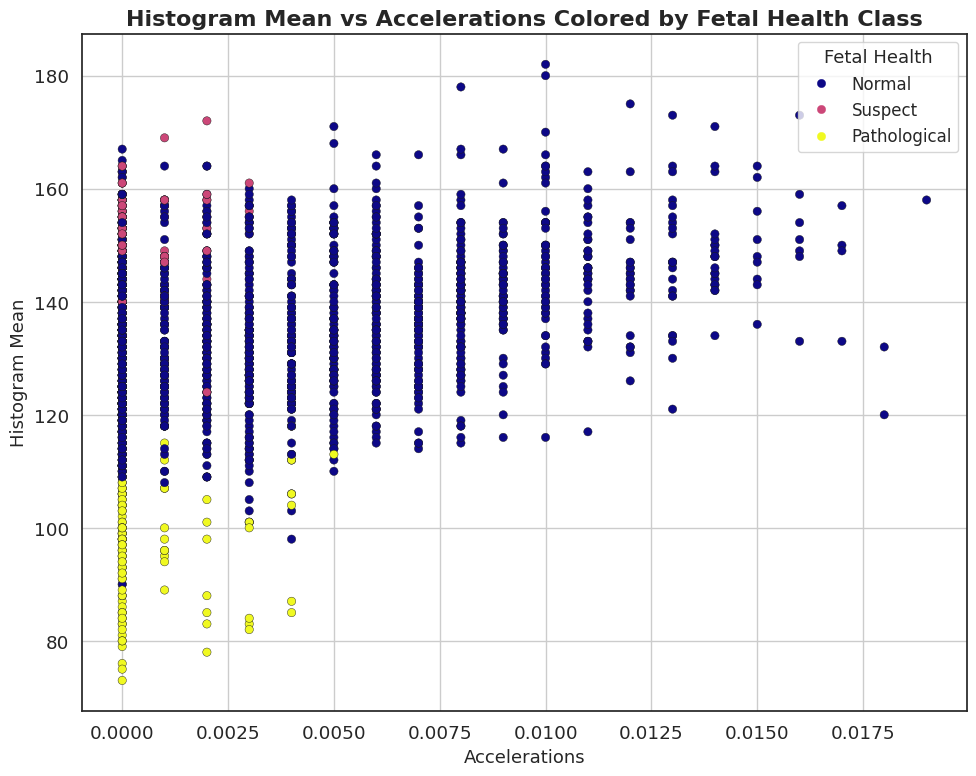 Histogram Mean vs Accelerations Colored by Fetal Health Class
Fetal Health
Normal
Suspect
Pathological
Histogram Mean
180
160
140
120
100
80
0.0000 0.0025 0.0050 0.0075 0.0100 0.0125 0.0150 0.0175
Accelerations